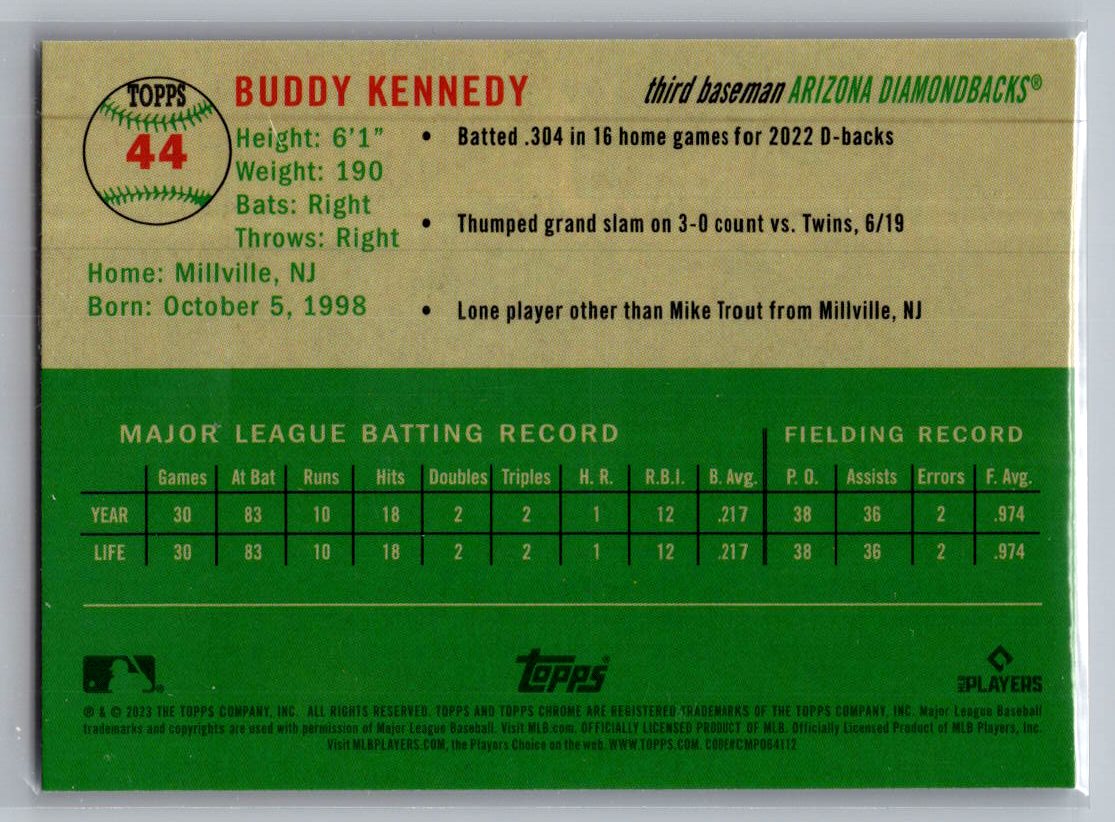 TOPPS
44
BUDDY KENNEDY
third baseman ARIZONA DIAMONDBACKS®
Height: 6'1"
Weight: 190
Bats: Right
Throws: Right
Home: Millville, NJ
Born: October 5, 1998
• Batted .304 in 16 home games for 2022 D-backs
• Thumped grand slam on 3-0 count vs. Twins, 6/19
• Lone player other than Mike Trout from Millville, NJ
MAJOR LEAGUE BATTING RECORD FIELDING RECORD
Games At Bat Runs Hits Doubles Triples H. R. R.B.I. B. Avg. P. O. Assists Errors F. Avg.
YEAR 30 83 10 18 2 2 1 12 .217 38 36 2 .974
LIFE 30 83 10 18 2 2 1 12 .217 38 36 2 .974
topps
MLB PLAYERS
® & © 2023 THE TOPPS COMPANY, INC. ALL RIGHTS RESERVED. TOPPS AND TOPPS CHROME ARE REGISTERED TRADEMARKS OF THE TOPPS COMPANY, INC. Major League Baseball
trademarks and copyrights are used with permission of Major League Baseball. Visit MLB.com. OFFICIALLY LICENSED PRODUCT OF MLB. Officially Licensed Product of MLB Players, Inc.
Visit MLBPLAYERS.COM, the Players Choice on the web. WWW.TOPPS.COM. CODE#CMP064112